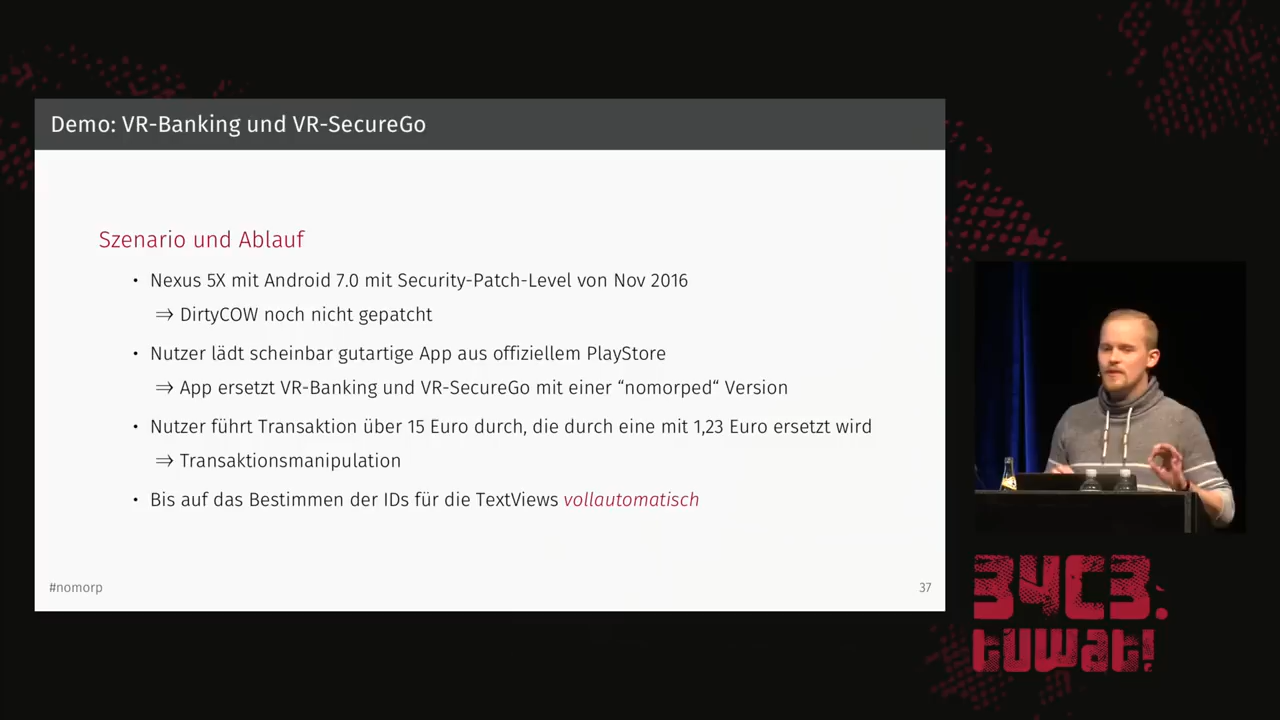 Demo: VR-Banking und VR-SecureGo
Szenario und Ablauf
• Nexus 5X mit Android 7.0 mit Security-Patch-Level von Nov 2016
⇒ DirtyCOW noch nicht gepatcht
• Nutzer lädt scheinbar gutartige App aus offiziellem PlayStore
⇒ App ersetzt VR-Banking und VR-SecureGo mit einer “nomorped“ Version
• Nutzer führt Transaktion über 15 Euro durch, die durch eine mit 1,23 Euro ersetzt wird
⇒ Transaktionsmanipulation
• Bis auf das Bestimmen der IDs für die TextViews vollautomatisch
#nomorp
37
34C3.
tuwat!